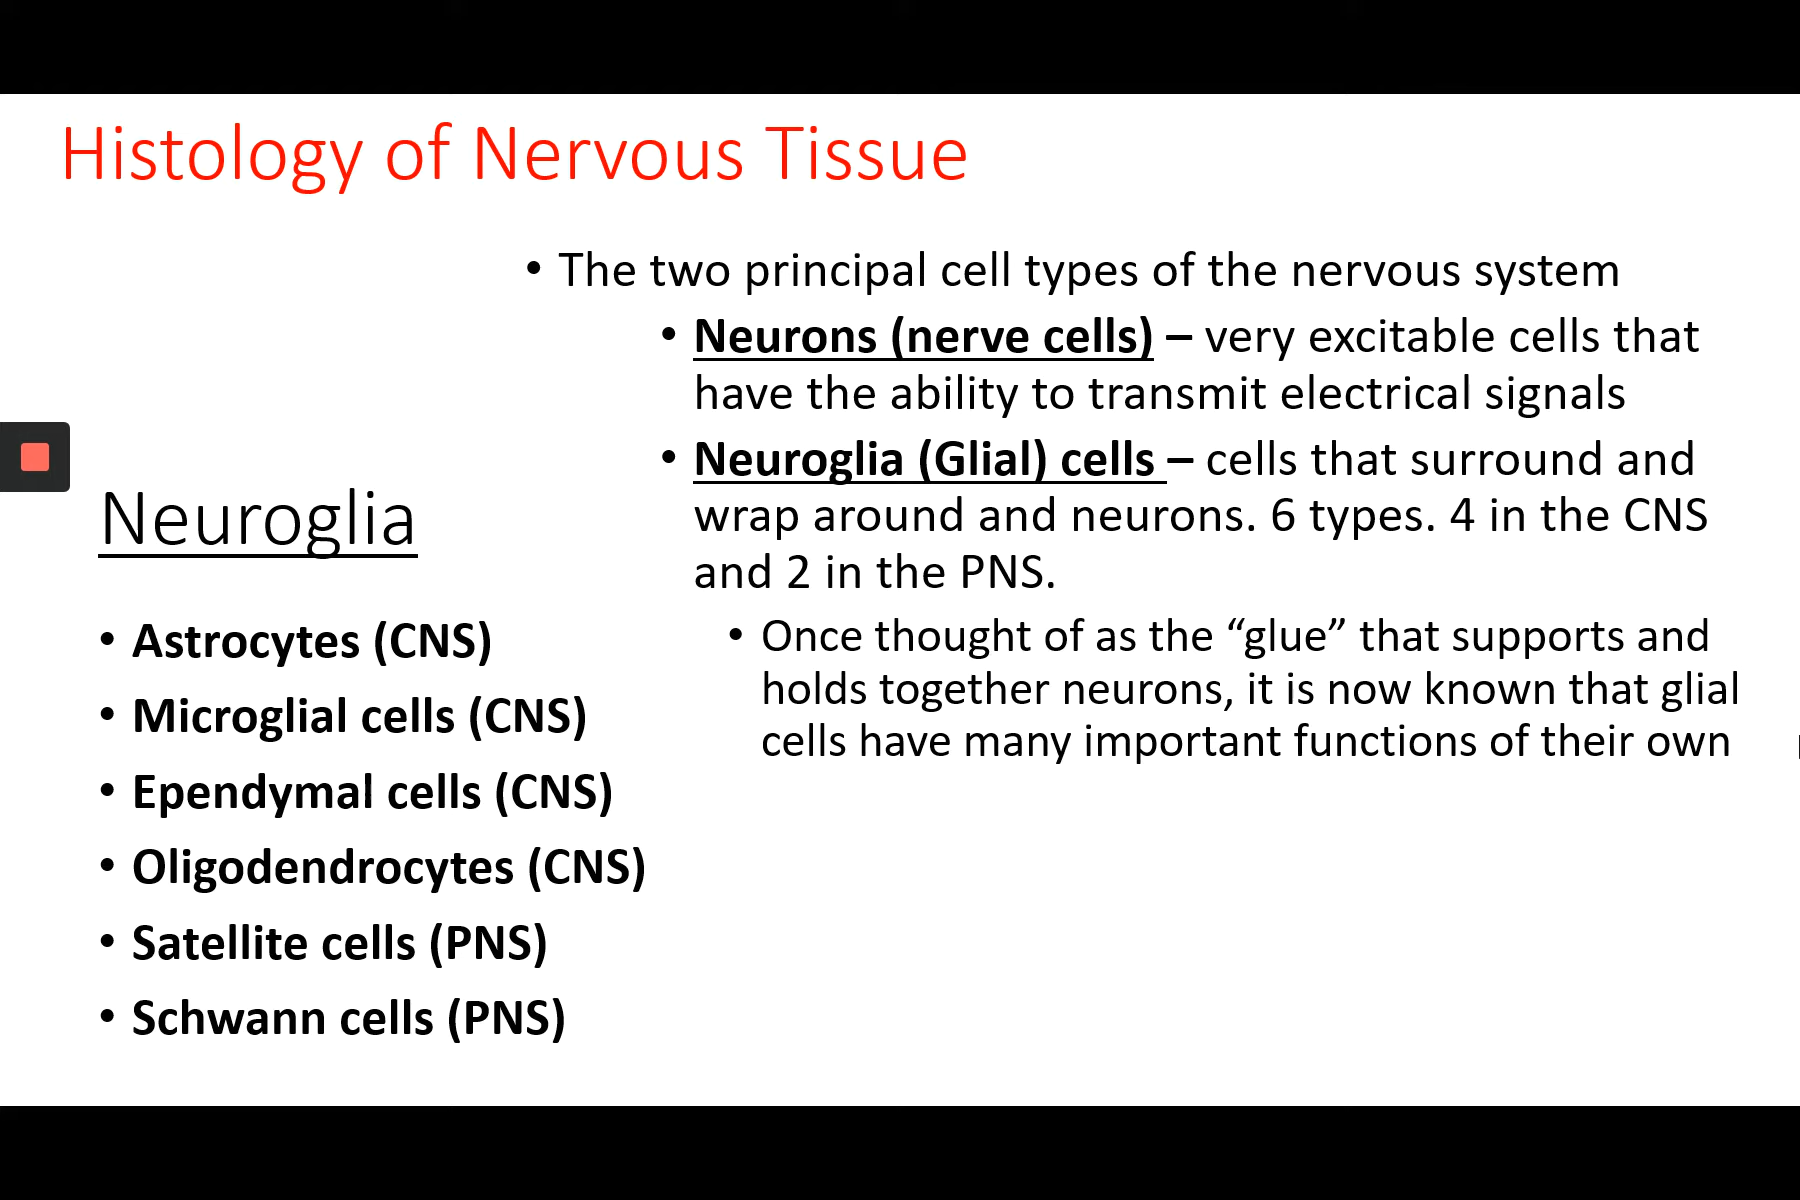 Histology of Nervous Tissue
• The two principal cell types of the nervous system
• Neurons (nerve cells) – very excitable cells that
have the ability to transmit electrical signals
• Neuroglia (Glial) cells – cells that surround and
wrap around and neurons. 6 types. 4 in the CNS
and 2 in the PNS.
• Once thought of as the “glue” that supports and
holds together neurons, it is now known that glial
cells have many important functions of their own
Neuroglia
• Astrocytes (CNS)
• Microglial cells (CNS)
• Ependymal cells (CNS)
• Oligodendrocytes (CNS)
• Satellite cells (PNS)
• Schwann cells (PNS)